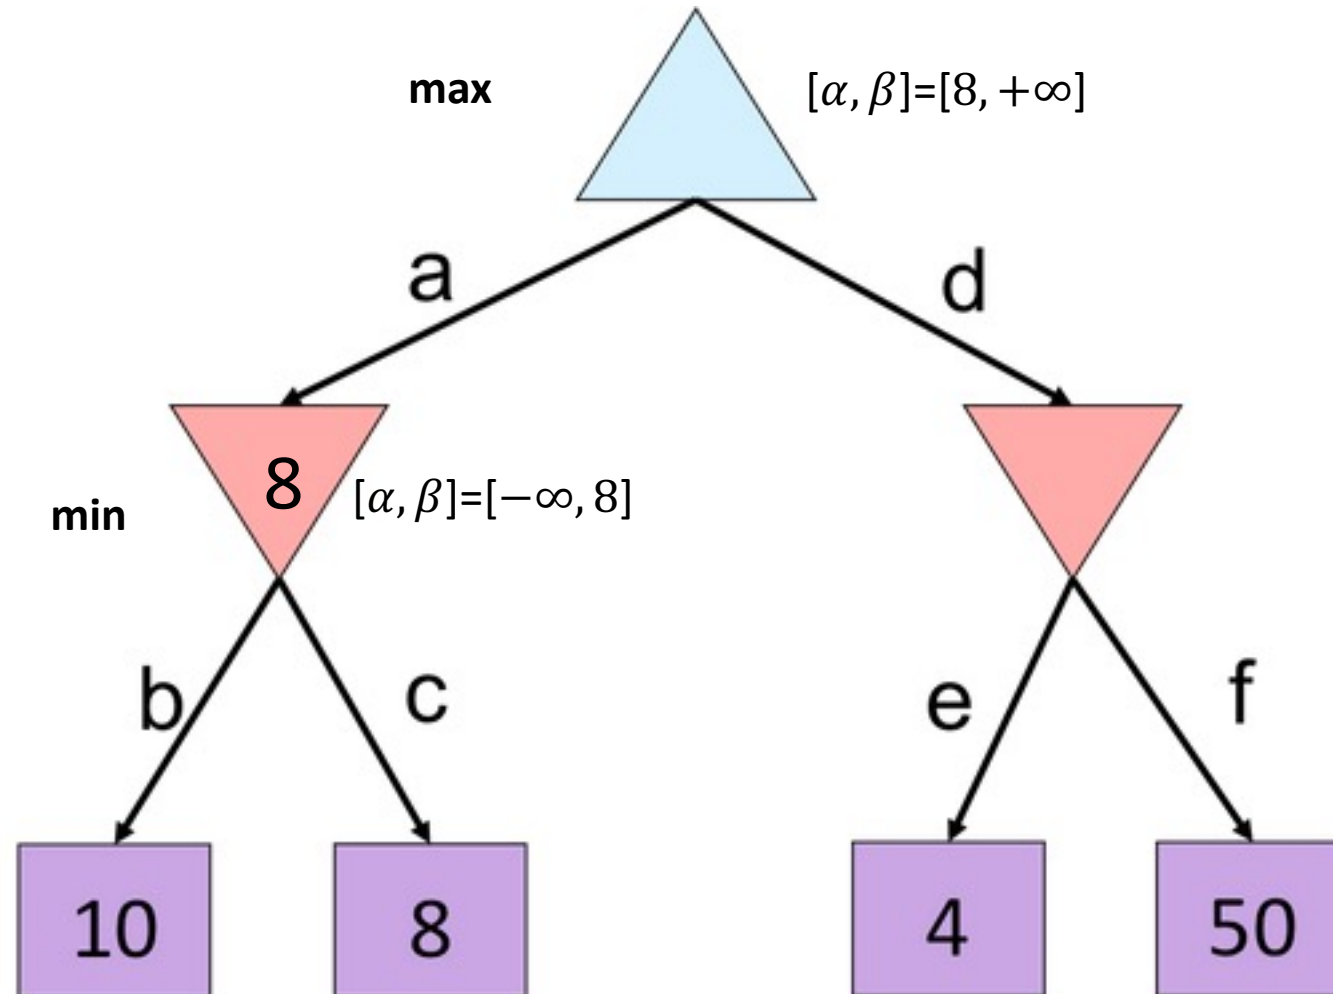 max [𝛼, 𝛽]=[8, +∞]
a d
8 [𝛼, 𝛽]=[−∞, 8]
min
b c e f
10 8 4 50